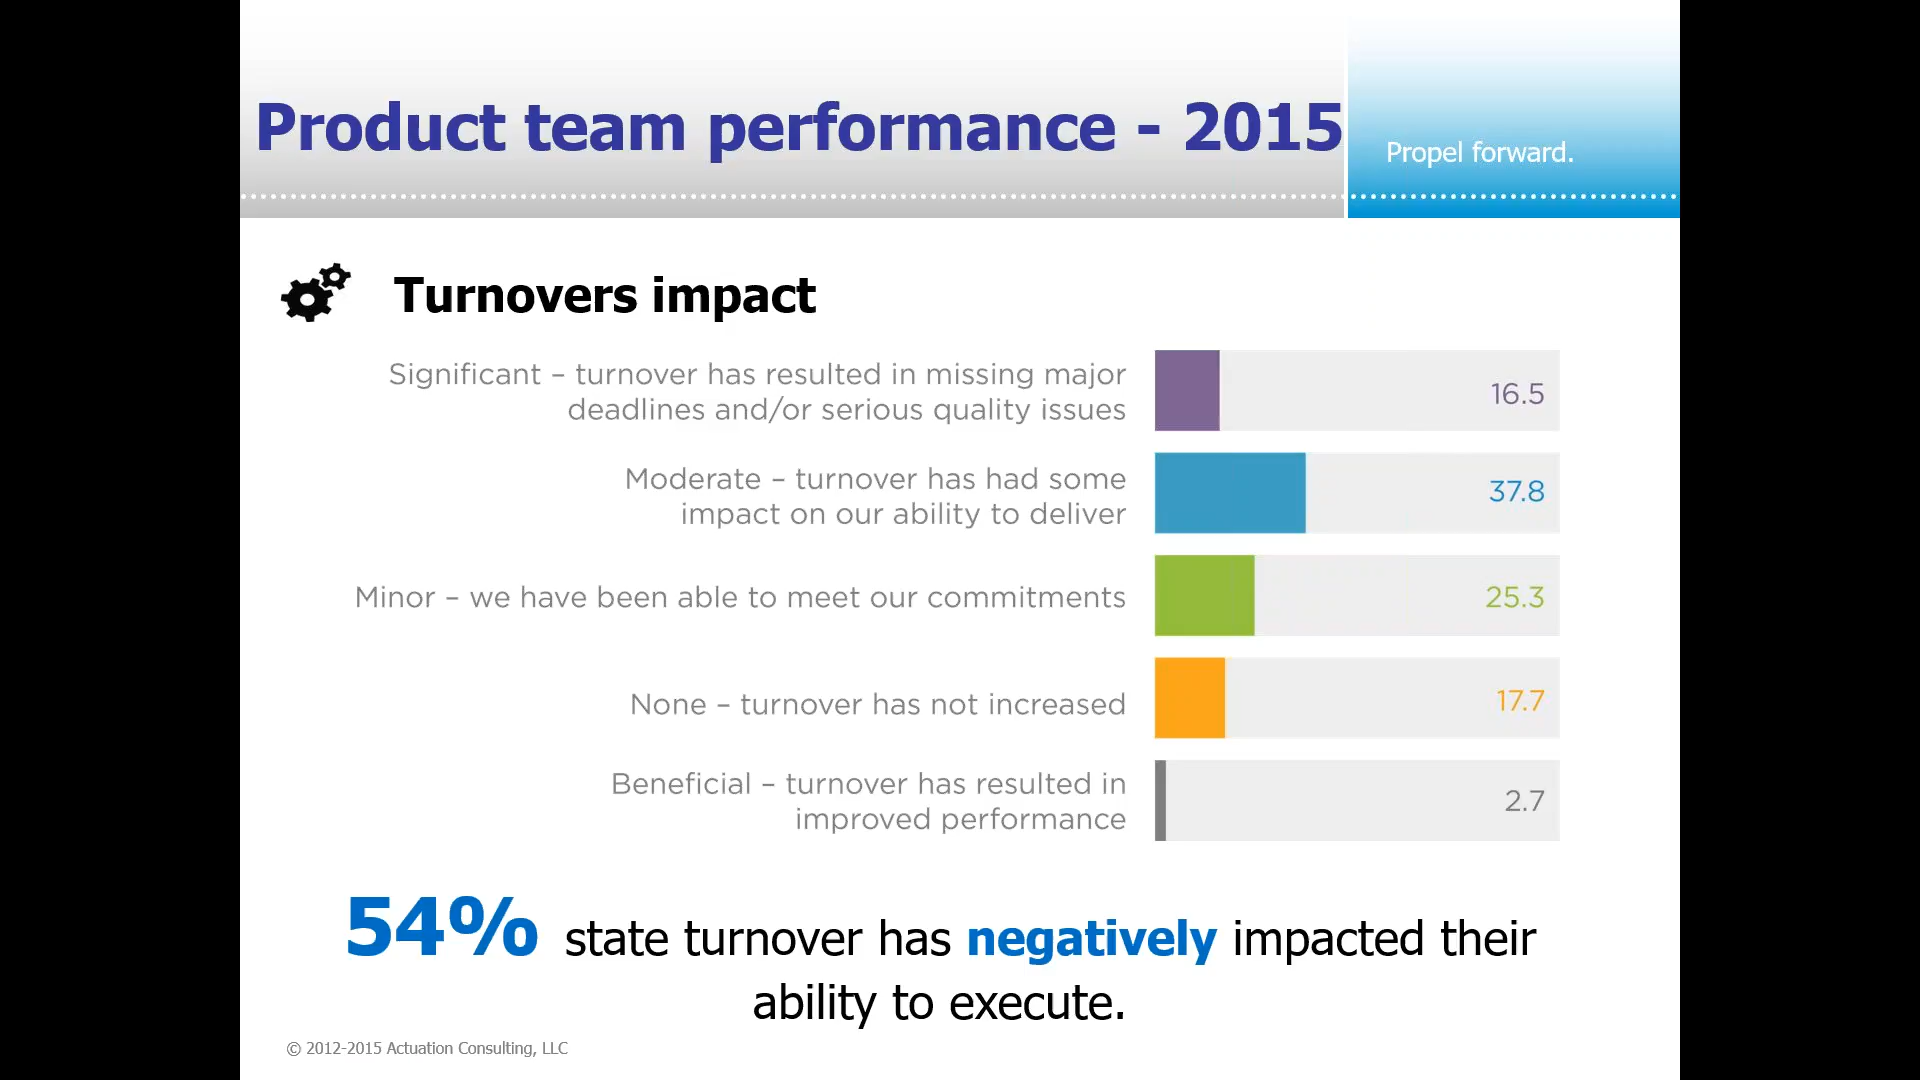 Product team performance - 2015
Propel forward.
Turnovers impact
Significant – turnover has resulted in missing major
deadlines and/or serious quality issues
16.5
Moderate – turnover has had some
impact on our ability to deliver
37.8
Minor – we have been able to meet our commitments
25.3
None – turnover has not increased
17.7
Beneficial – turnover has resulted in
improved performance
2.7
54% state turnover has negatively impacted their
ability to execute.
© 2012-2015 Actuation Consulting, LLC